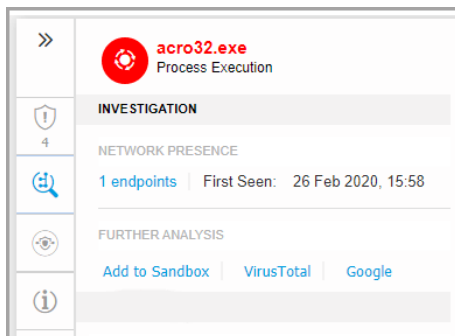 acro32.exe
Process Execution
INVESTIGATION
4
NETWORK PRESENCE
1 endpoints First Seen: 26 Feb 2020, 15:58
FURTHER ANALYSIS
Add to Sandbox VirusTotal Google